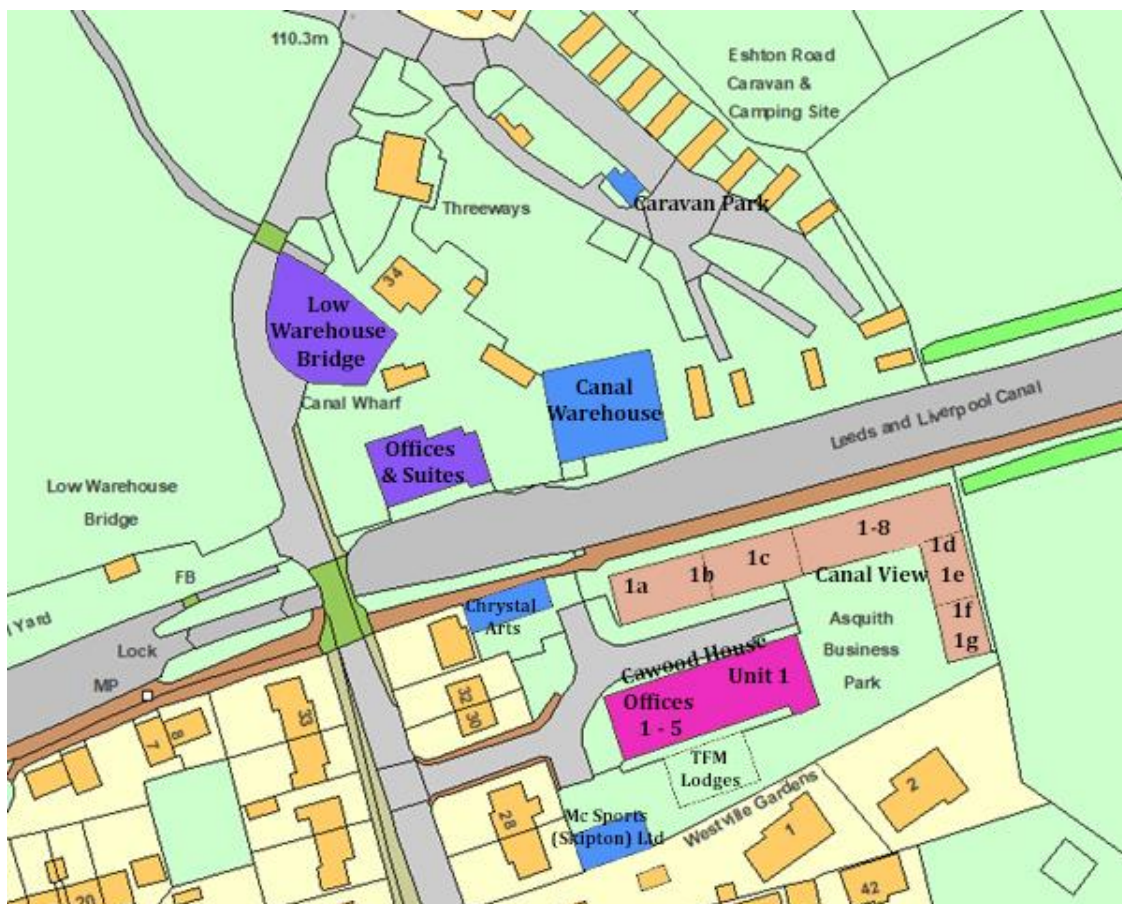 110.3m
Eshton Road
Caravan &
Camping Site
Caravan Park
Threeways
34
Low
Warehouse
Bridge
Canal
Warehouse
Canal Wharf
Leeds and Liverpool Canal
Offices
& Suites
Low Warehouse
Bridge
1-8
1d
1c
1b
1a
1e
Canal View
FB
1f
Chrystal
Arts
Asquith
1g
l Yard
Lock
Business
Cawood House
Unit 1
Park
MP
32
30
Offices
1 - 5
33
7
8
TFM
Lodges
2
Westville Gardens
28
Mc Sports
(Skipton) Ltd
1
20
42